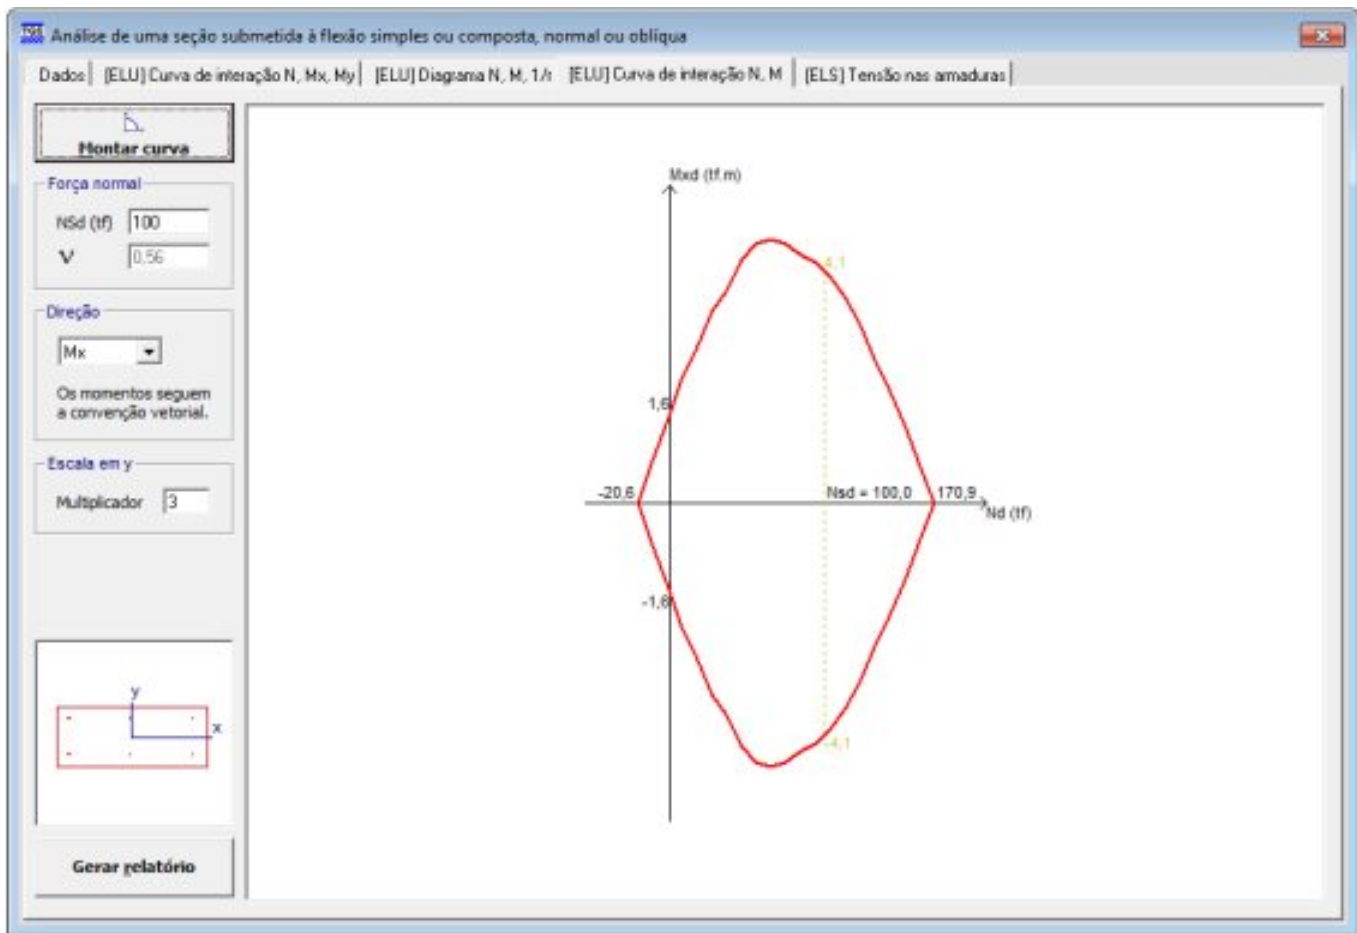 TQS Análise de uma seção submetida à flexão simples ou composta, normal ou oblíqua
Dados [ELU] Curva de interação N, Mx, My [ELU] Diagrama N, M, 1/r [ELU] Curva de interação N, M [ELS] Tensão nas armaduras
Montar curva
Força normal
NSd (tf) 100
ν 0,56
Direção
Mx
Os momentos seguem
a convenção vetorial.
Escala em y
Multiplicador 3
y
x
Gerar relatório
Mxd (tf.m)
4,1
1,6
-20,6
Nsd = 100,0
170,9
Nd (tf)
-1,6
-4,1